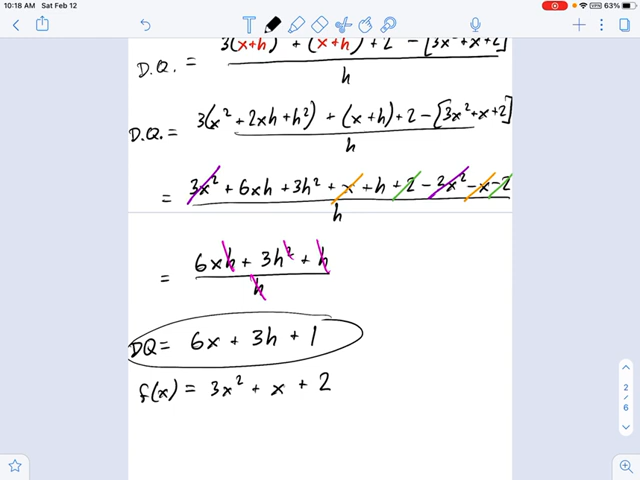 10:18 AM Sat Feb 12
63%
3(x+h) + (x+h) + 2 - [3x²+x+2]
D.Q. =
h
3(x² + 2xh + h²) + (x+h) + 2 - [3x²+x+2]
D.Q. =
h
= 3x² + 6xh + 3h² + x + h + 2 - 3x² - x - 2
h
6xh + 3h² + h
=
h
DQ = 6x + 3h + 1
f(x) = 3x² + x + 2
2
/
6